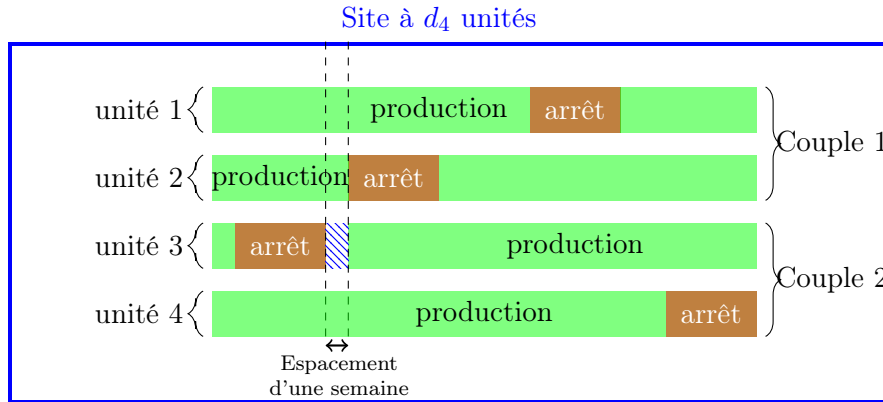 Site à d₄ unités
unité 1
production
arrêt
Couple 1
unité 2
production
arrêt
unité 3
arrêt
production
Couple 2
unité 4
production
arrêt
Espacement
d'une semaine